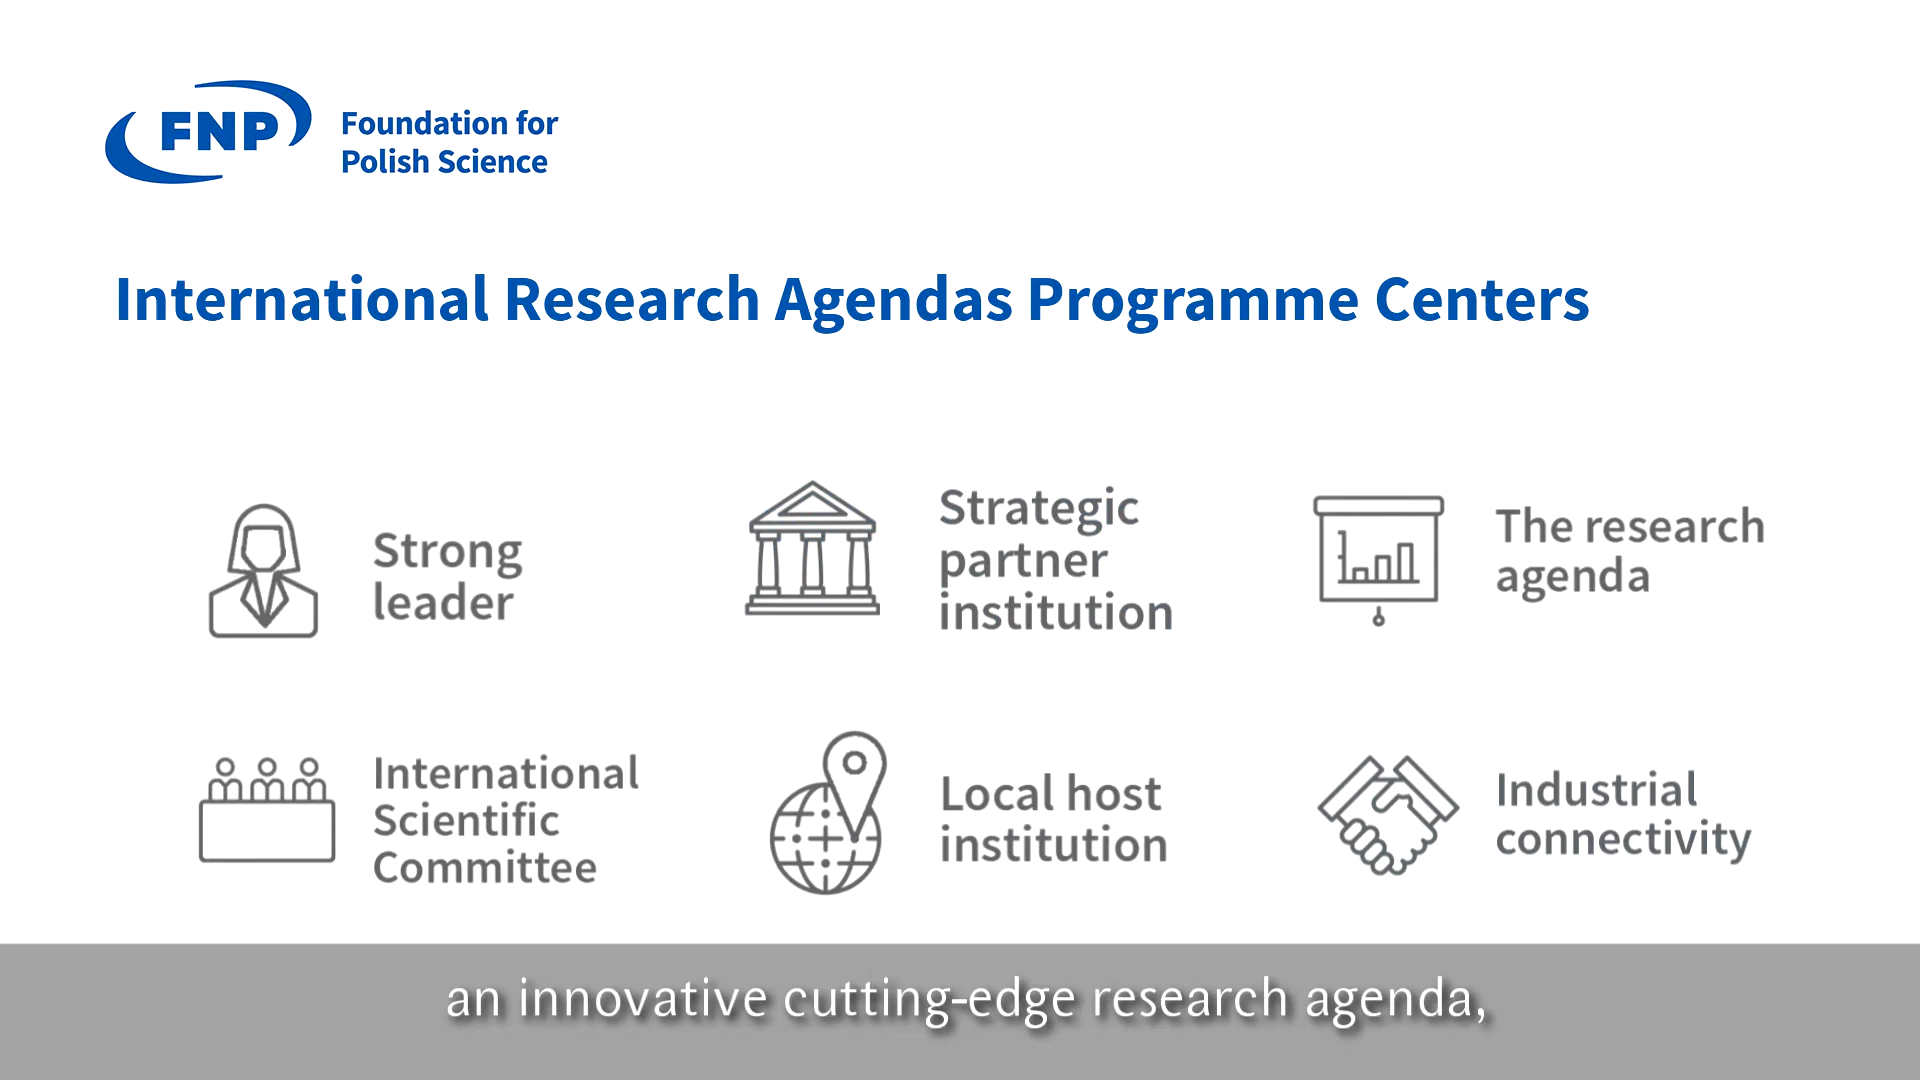 FNP
Foundation for
Polish Science
International Research Agendas Programme Centers
Strong
leader
Strategic
partner
institution
The research
agenda
International
Scientific
Committee
Local host
institution
Industrial
connectivity
an innovative cutting-edge research agenda,